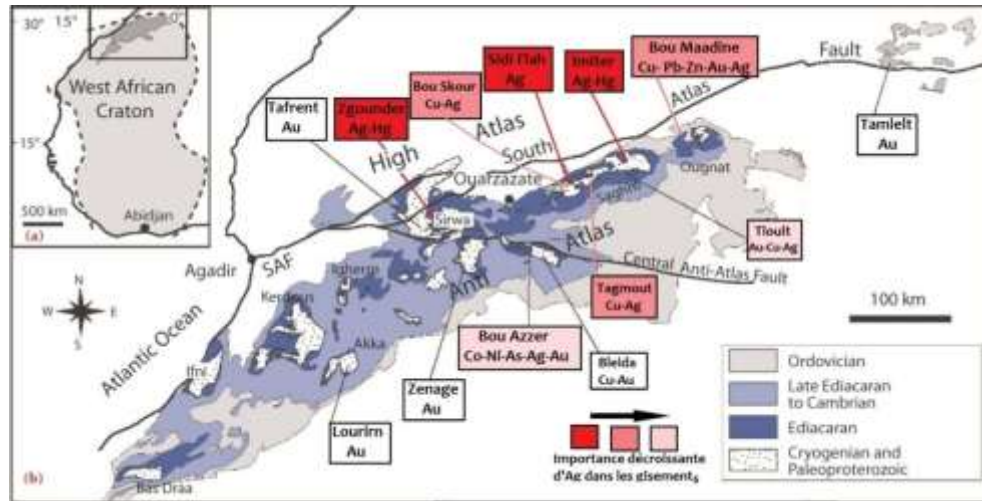 30°
15°
0°
West African
Craton
15°
500 km
Abidjan
(a)
Tafrent
Au
Zgounder
Ag-Hg
Bou Skour
Cu-Ag
Sidi Flah
Ag
Imiter
Ag-Hg
Bou Maadine
Cu- Pb-Zn-Au-Ag
Fault
Tamlelt
Au
High
Atlas
South
Atlas
Ouarzazate
Saghro
Ougnat
Sirwa
Tiouit
Au-Cu-Ag
Anti
Atlas
Central Anti-Atlas Fault
Agadir
SAF
Igherm
Kerdous
Tagmout
Cu-Ag
100 km
N
W
E
S
Atlantic Ocean
Ifni
Akka
Bou Azzer
Co-Ni-As-Ag-Au
Bleida
Cu-Au
Zenage
Au
Lourirn
Au
Bas Draa
(b)
Ordovician
Late Ediacaran
to Cambrian
Ediacaran
Cryogenian and
Paleoproterozoic
Importance décroissante
d'Ag dans les gisements